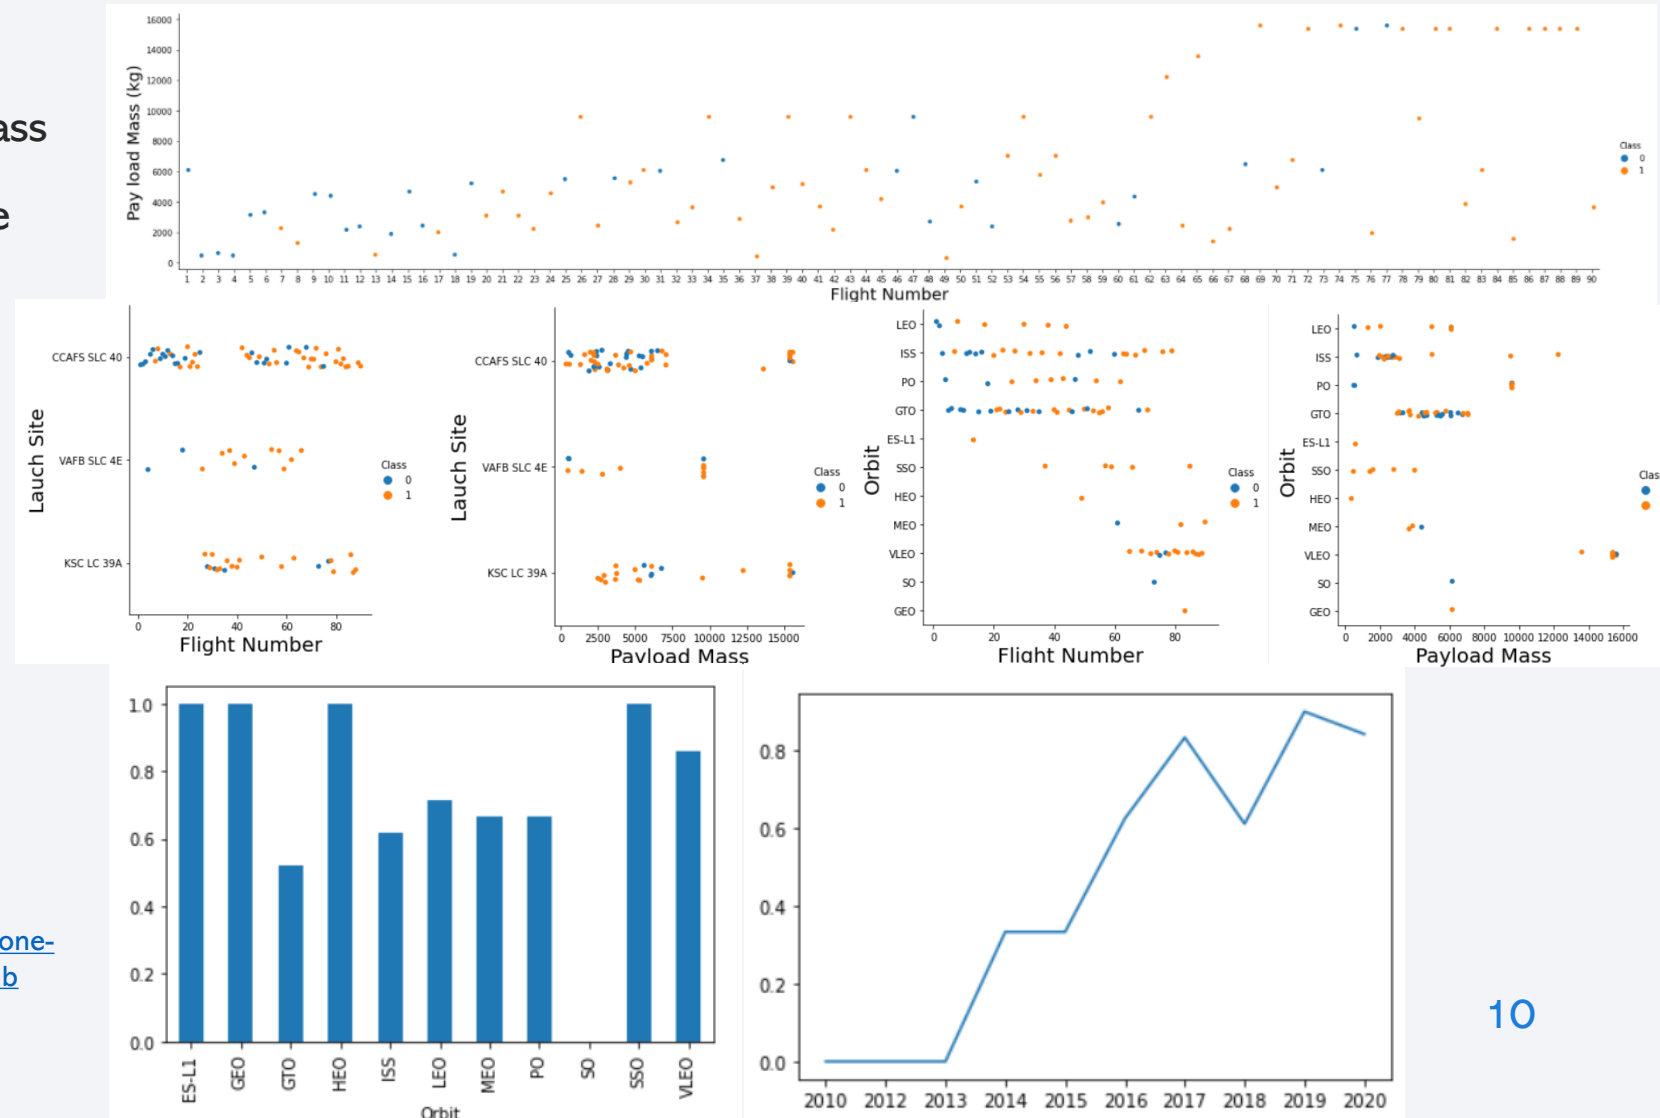 ass
e
one-
b
Pay load Mass (kg)
16000
14000
12000
10000
8000
6000
4000
2000
0
1 2 3 4 5 6 7 8 9 10 11 12 13 14 15 16 17 18 19 20 21 22 23 24 25 26 27 28 29 30 31 32 33 34 35 36 37 38 39 40 41 42 43 44 45 46 47 48 49 50 51 52 53 54 55 56 57 58 59 60 61 62 63 64 65 66 67 68 69 70 71 72 73 74 75 76 77 78 79 80 81 82 83 84 85 86 87 88 89 90
Flight Number
Class
0
1
Lauch Site
CCAFS SLC 40
VAFB SLC 4E
KSC LC 39A
0 20 40 60 80
Flight Number
Class
0
1
Lauch Site
CCAFS SLC 40
VAFB SLC 4E
KSC LC 39A
0 2500 5000 7500 10000 12500 15000
Payload Mass
Class
0
1
Orbit
LEO
ISS
PO
GTO
ES-L1
SSO
HEO
MEO
VLEO
SO
GEO
0 20 40 60 80
Flight Number
Class
0
1
Orbit
LEO
ISS
PO
GTO
ES-L1
SSO
HEO
MEO
VLEO
SO
GEO
0 2000 4000 6000 8000 10000 12000 14000 16000
Payload Mass
Clas
1.0
0.8
0.6
0.4
0.2
0.0
ES-L1 GEO GTO HEO ISS LEO MEO PO SO SSO VLEO
Orbit
0.8
0.6
0.4
0.2
0.0
2010 2012 2013 2014 2015 2016 2017 2018 2019 2020
10